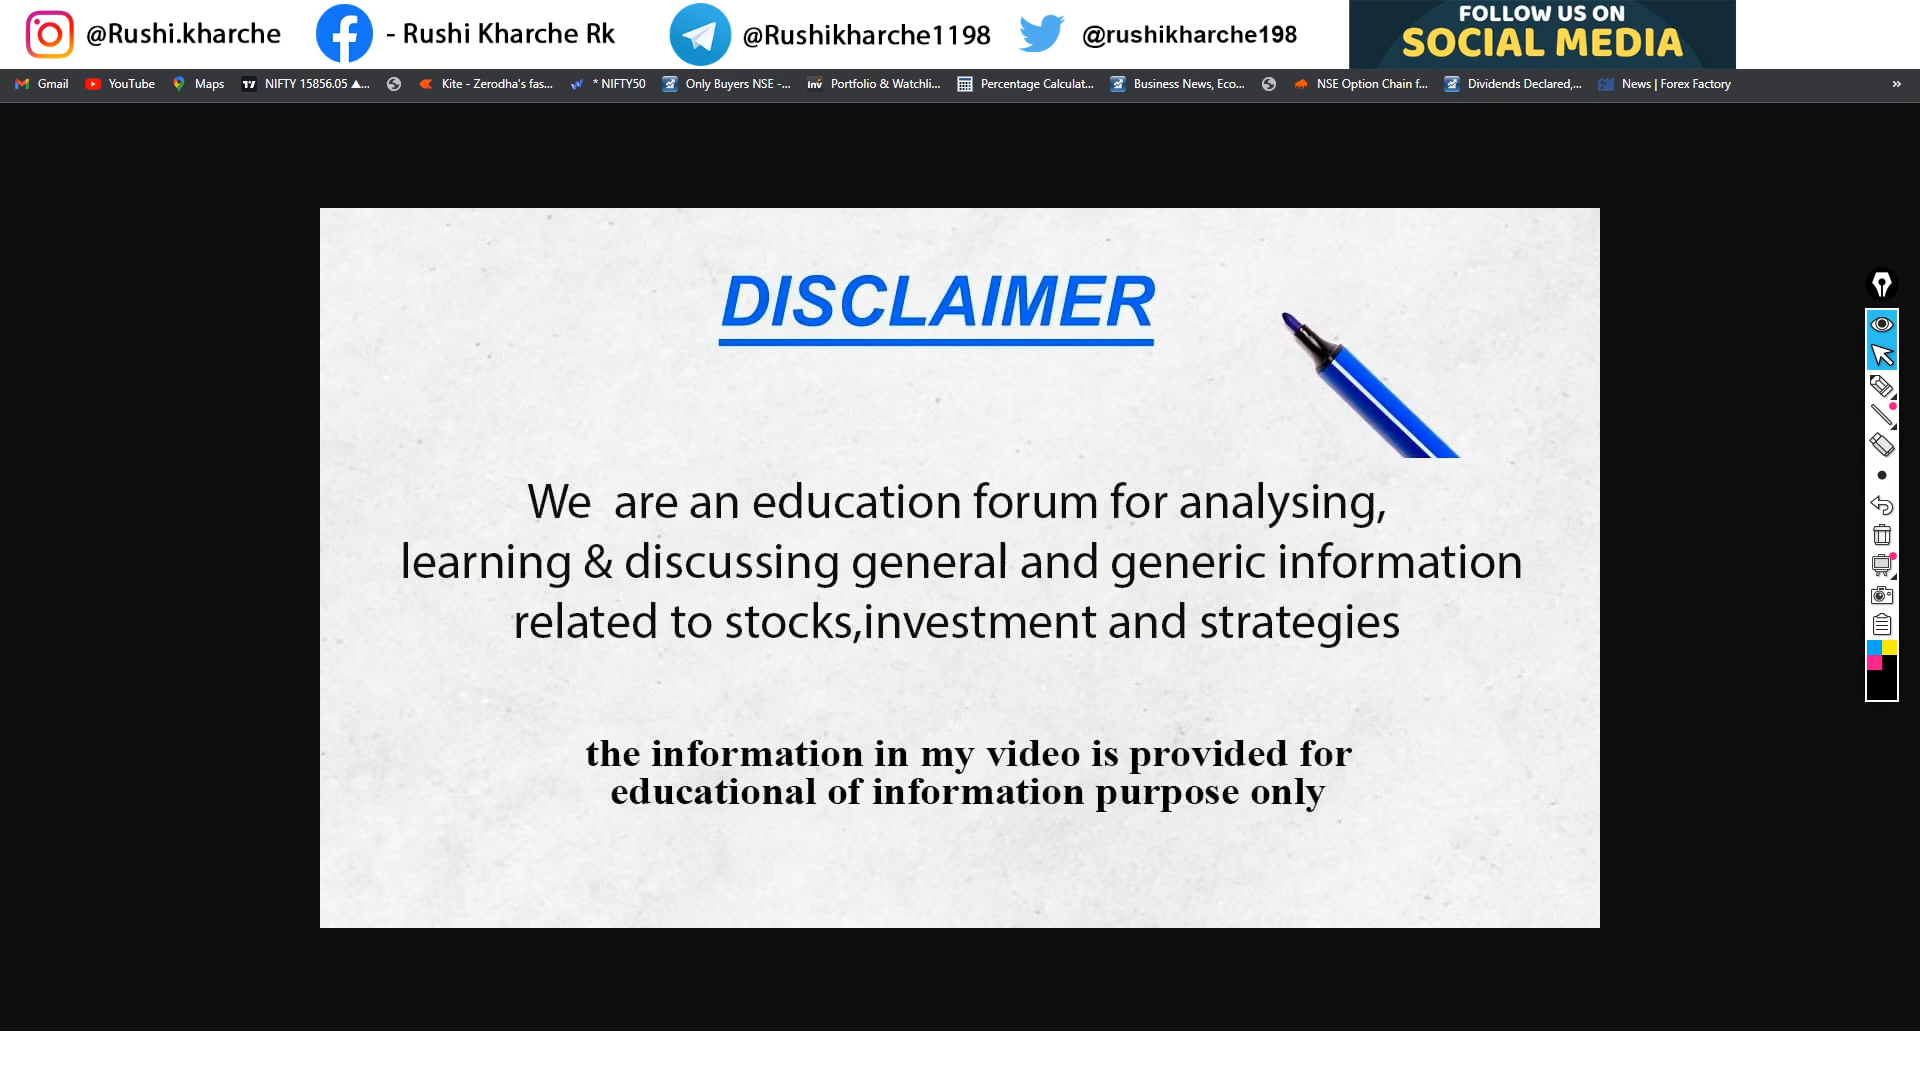 @Rushi.kharche - Rushi Kharche Rk @Rushikharche1198 @rushikharche198 FOLLOW US ON
SOCIAL MEDIA
Gmail YouTube Maps NIFTY 15856.05 ▲... Kite - Zerodha's fas... * NIFTY50 Only Buyers NSE -... Inv Portfolio & Watchli... Percentage Calculat... Business News, Eco... NSE Option Chain f... Dividends Declared,... News | Forex Factory »
DISCLAIMER
We are an education forum for analysing,
learning & discussing general and generic information
related to stocks,investment and strategies
the information in my video is provided for
educational of information purpose only